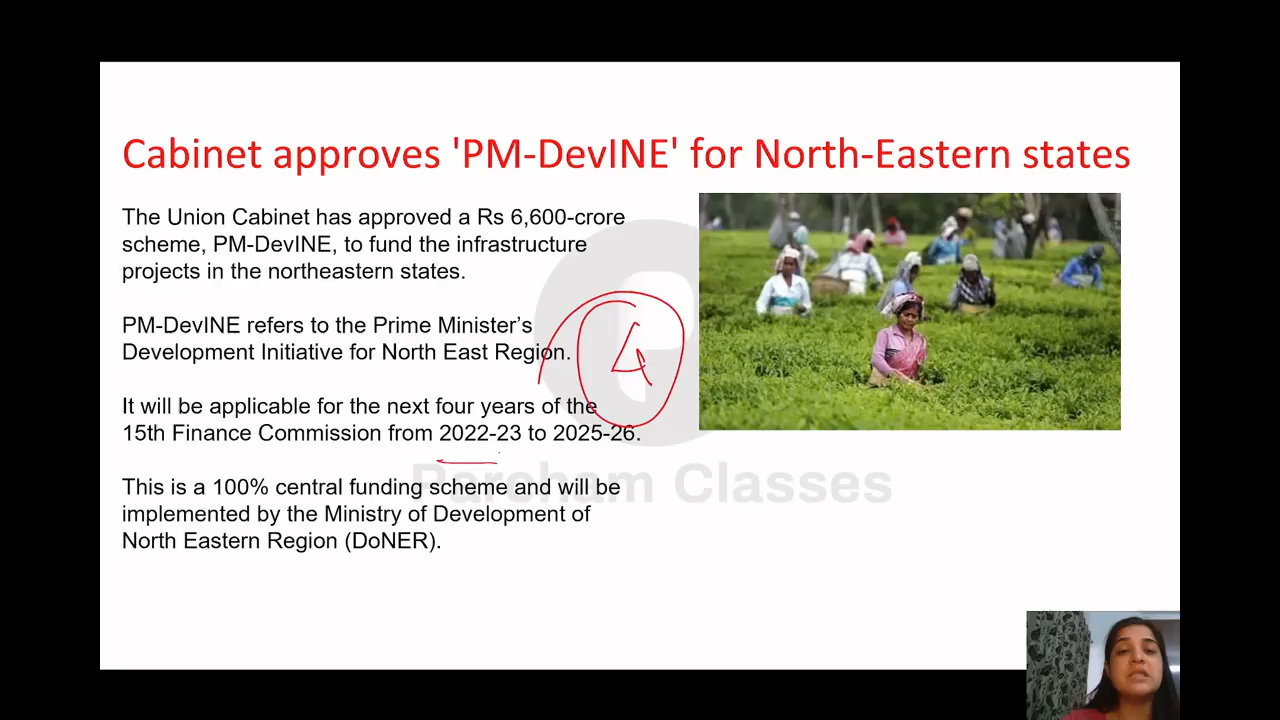 Cabinet approves 'PM-DevINE' for North-Eastern states
The Union Cabinet has approved a Rs 6,600-crore
scheme, PM-DevINE, to fund the infrastructure
projects in the northeastern states.
PM-DevINE refers to the Prime Minister’s
Development Initiative for North East Region.
4
It will be applicable for the next four years of the
15th Finance Commission from 2022-23 to 2025-26.
Parcham Classes
This is a 100% central funding scheme and will be
implemented by the Ministry of Development of
North Eastern Region (DoNER).